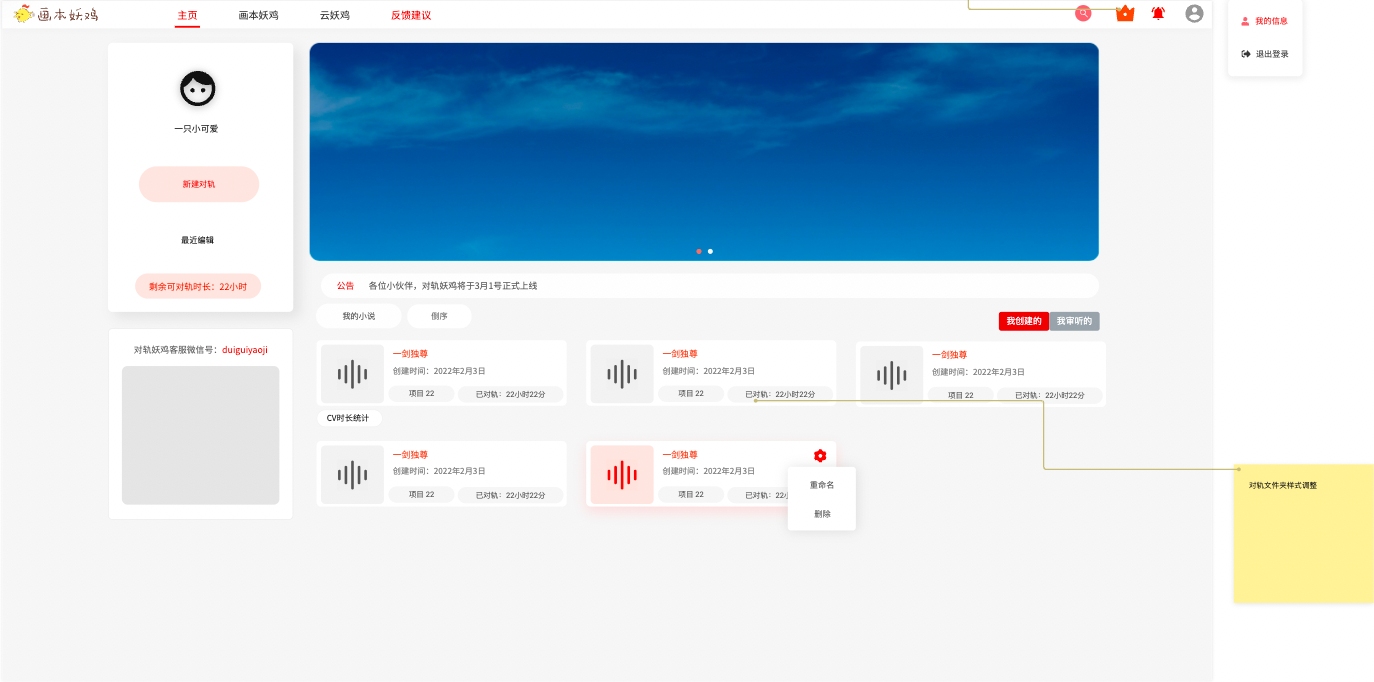 画本妖鸡
主页
画本妖鸡
云妖鸡
反馈建议
我的信息
退出登录
一只小可爱
新建对轨
最近编辑
剩余可对轨时长：22小时
对轨妖鸡客服微信号：duiguiyaoji
公告
各位小伙伴，对轨妖鸡将于3月1号正式上线
我的小说
倒序
我创建的
我审听的
一剑独尊
创建时间：2022年2月3日
项目 22
已对轨：22小时22分
一剑独尊
创建时间：2022年2月3日
项目 22
已对轨：22小时22分
一剑独尊
创建时间：2022年2月3日
项目 22
已对轨：22小时22分
CV时长统计
一剑独尊
创建时间：2022年2月3日
项目 22
已对轨：22小时22分
一剑独尊
创建时间：2022年2月3日
项目 22
已对轨：22小
重命名
删除
对轨文件夹样式调整